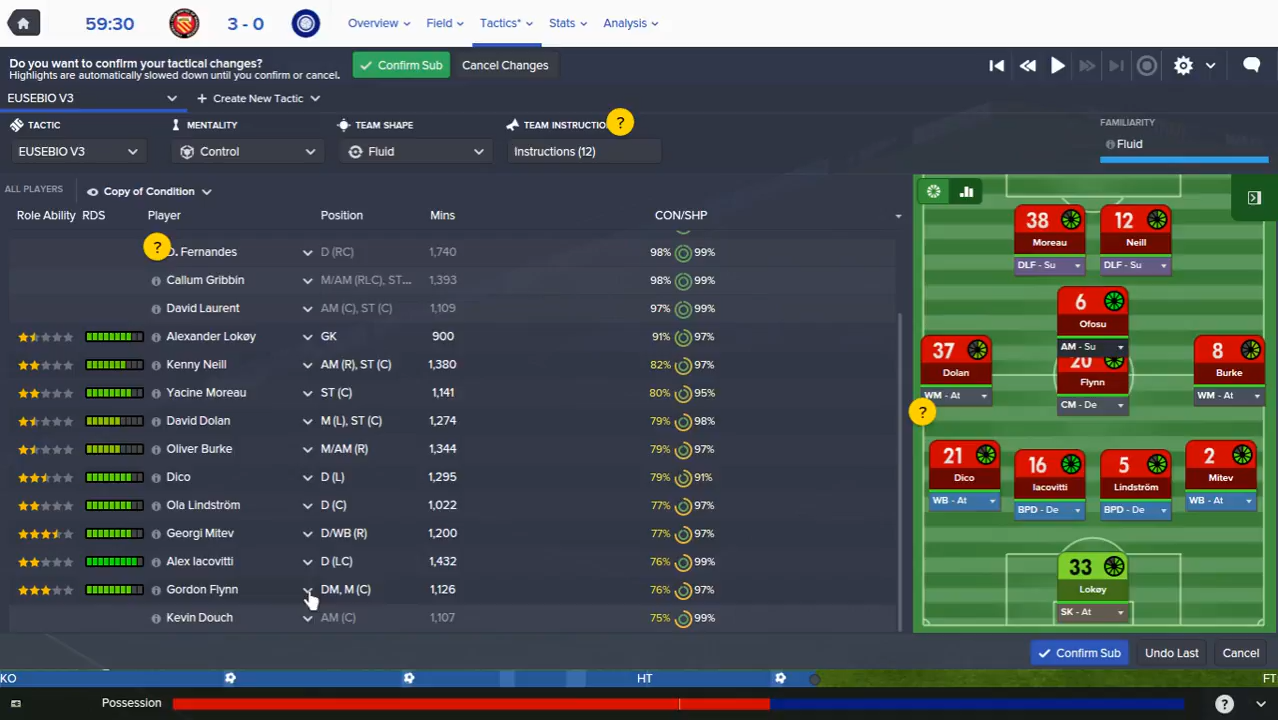 59:30
3 - 0
Overview
Field
Tactics*
Stats
Analysis
Do you want to confirm your tactical changes?
Highlights are automatically slowed down until you confirm or cancel.
Confirm Sub
Cancel Changes
EUSEBIO V3
+ Create New Tactic
TACTIC
MENTALITY
TEAM SHAPE
TEAM INSTRUCTIO
?
FAMILIARITY
EUSEBIO V3
Control
Fluid
Instructions (12)
Fluid
ALL PLAYERS
Copy of Condition
Role Ability RDS Player Position Mins CON/SHP
? D. Fernandes D (RC) 1,740 98% 99%
Callum Gribbin M/AM (RLC), ST... 1,393 98% 99%
David Laurent AM (C), ST (C) 1,109 97% 99%
Alexander Lokøy GK 900 91% 97%
Kenny Neill AM (R), ST (C) 1,380 82% 97%
Yacine Moreau ST (C) 1,141 80% 95%
David Dolan M (L), ST (C) 1,274 79% 98%
Oliver Burke M/AM (R) 1,344 79% 97%
Dico D (L) 1,295 79% 91%
Ola Lindström D (C) 1,022 77% 97%
Georgi Mitev D/WB (R) 1,200 77% 97%
Alex Iacovitti D (LC) 1,432 76% 99%
Gordon Flynn DM, M (C) 1,126 76% 97%
Kevin Douch AM (C) 1,107 75% 99%
38
Moreau
DLF - Su
12
Neill
DLF - Su
6
Ofosu
AM - Su
37
Dolan
WM - At
20
Flynn
CM - De
8
Burke
WM - At
?
21
Dico
WB - At
16
Iacovitti
BPD - De
5
Lindström
BPD - De
2
Mitev
WB - At
33
Lokøy
SK - At
Confirm Sub
Undo Last
Cancel
KO
HT
FT
Possession
?